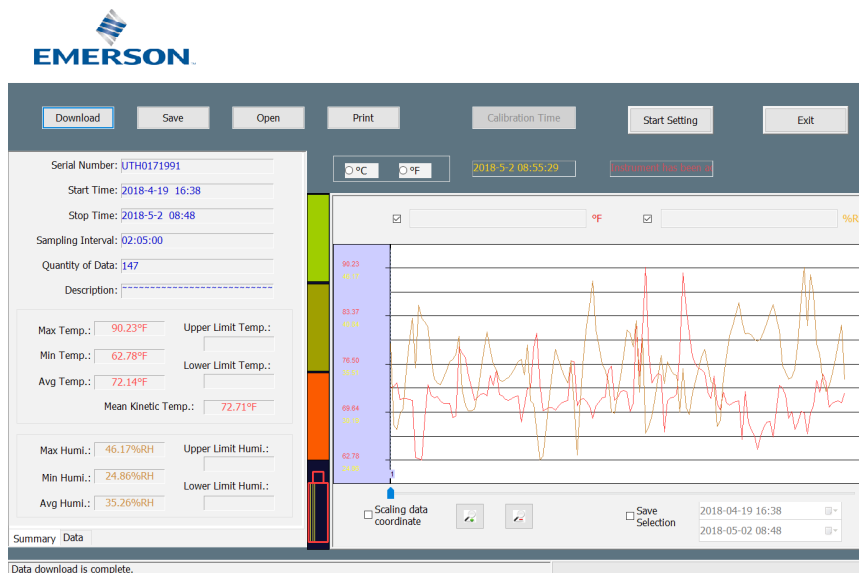 EMERSON
Download Save Open Print Calibration Time Start Setting Exit
Serial Number: UTH0171991
°C °F 2018-5-2 08:55:29
Start Time: 2018-4-19 16:38
Stop Time: 2018-5-2 08:48
°F
Sampling Interval: 02:05:00
Quantity of Data: 147
Description: --------------------
90.23
83.37
76.50
69.64
62.78
1
Max Temp.: 90.23°F Upper Limit Temp.:
Min Temp.: 62.78°F
Lower Limit Temp.:
Avg Temp.: 72.14°F
Mean Kinetic Temp.: 72.71°F
Max Humi.: 46.17%RH Upper Limit Humi.:
Min Humi.: 24.86%RH
Lower Limit Humi.:
Avg Humi.: 35.26%RH
Scaling data
coordinate
Save
Selection
2018-04-19 16:38
2018-05-02 08:48
Summary Data
Data download is complete.